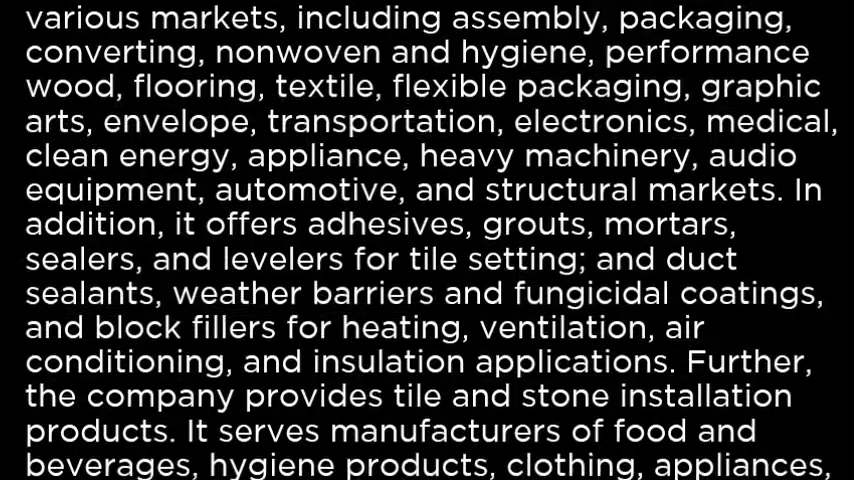 various markets, including assembly, packaging,
converting, nonwoven and hygiene, performance
wood, flooring, textile, flexible packaging, graphic
arts, envelope, transportation, electronics, medical,
clean energy, appliance, heavy machinery, audio
equipment, automotive, and structural markets. In
addition, it offers adhesives, grouts, mortars,
sealers, and levelers for tile setting; and duct
sealants, weather barriers and fungicidal coatings,
and block fillers for heating, ventilation, air
conditioning, and insulation applications. Further,
the company provides tile and stone installation
products. It serves manufacturers of food and
beverages, hygiene products, clothing, appliances,